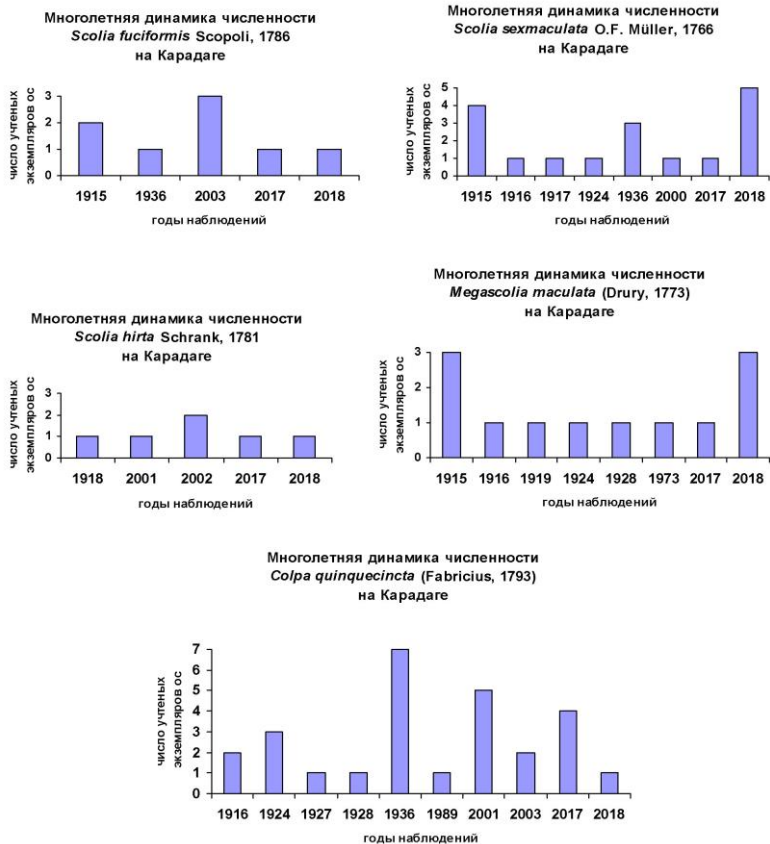 Многолетняя динамика численности
Scolia fuciformis Scopoli, 1786
на Карадаге
число учтеных
экземпляров ос
3
2
1
0
1915 1936 2003 2017 2018
годы наблюдений
Многолетняя динамика численности
Scolia sexmaculata O.F. Müller, 1766
на Карадаге
число учтеных
экземпляров ос
5
4
3
2
1
0
1915 1916 1917 1924 1936 2000 2017 2018
годы наблюдений
Многолетняя динамика численности
Scolia hirta Schrank, 1781
на Карадаге
число учтеных
экземпляров ос
3
2
1
0
1918 2001 2002 2017 2018
годы наблюдений
Многолетняя динамика численности
Megascolia maculata (Drury, 1773)
на Карадаге
число учтеных
экземпляров ос
3
2
1
0
1915 1916 1919 1924 1928 1973 2017 2018
годы наблюдений
Многолетняя динамика численности
Colpa quinquecincta (Fabricius, 1793)
на Карадаге
число учтеных
экземпляров ос
7
6
5
4
3
2
1
0
1916 1924 1927 1928 1936 1989 2001 2003 2017 2018
годы наблюдений